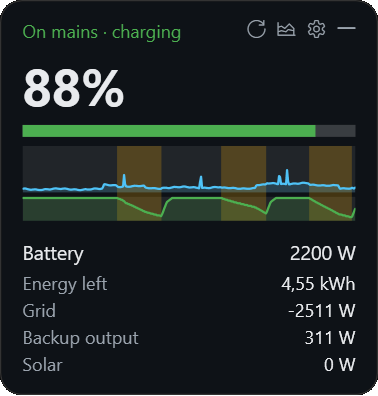 On mains · charging
88%
Battery 2200 W
Energy left 4,55 kWh
Grid -2511 W
Backup output 311 W
Solar 0 W